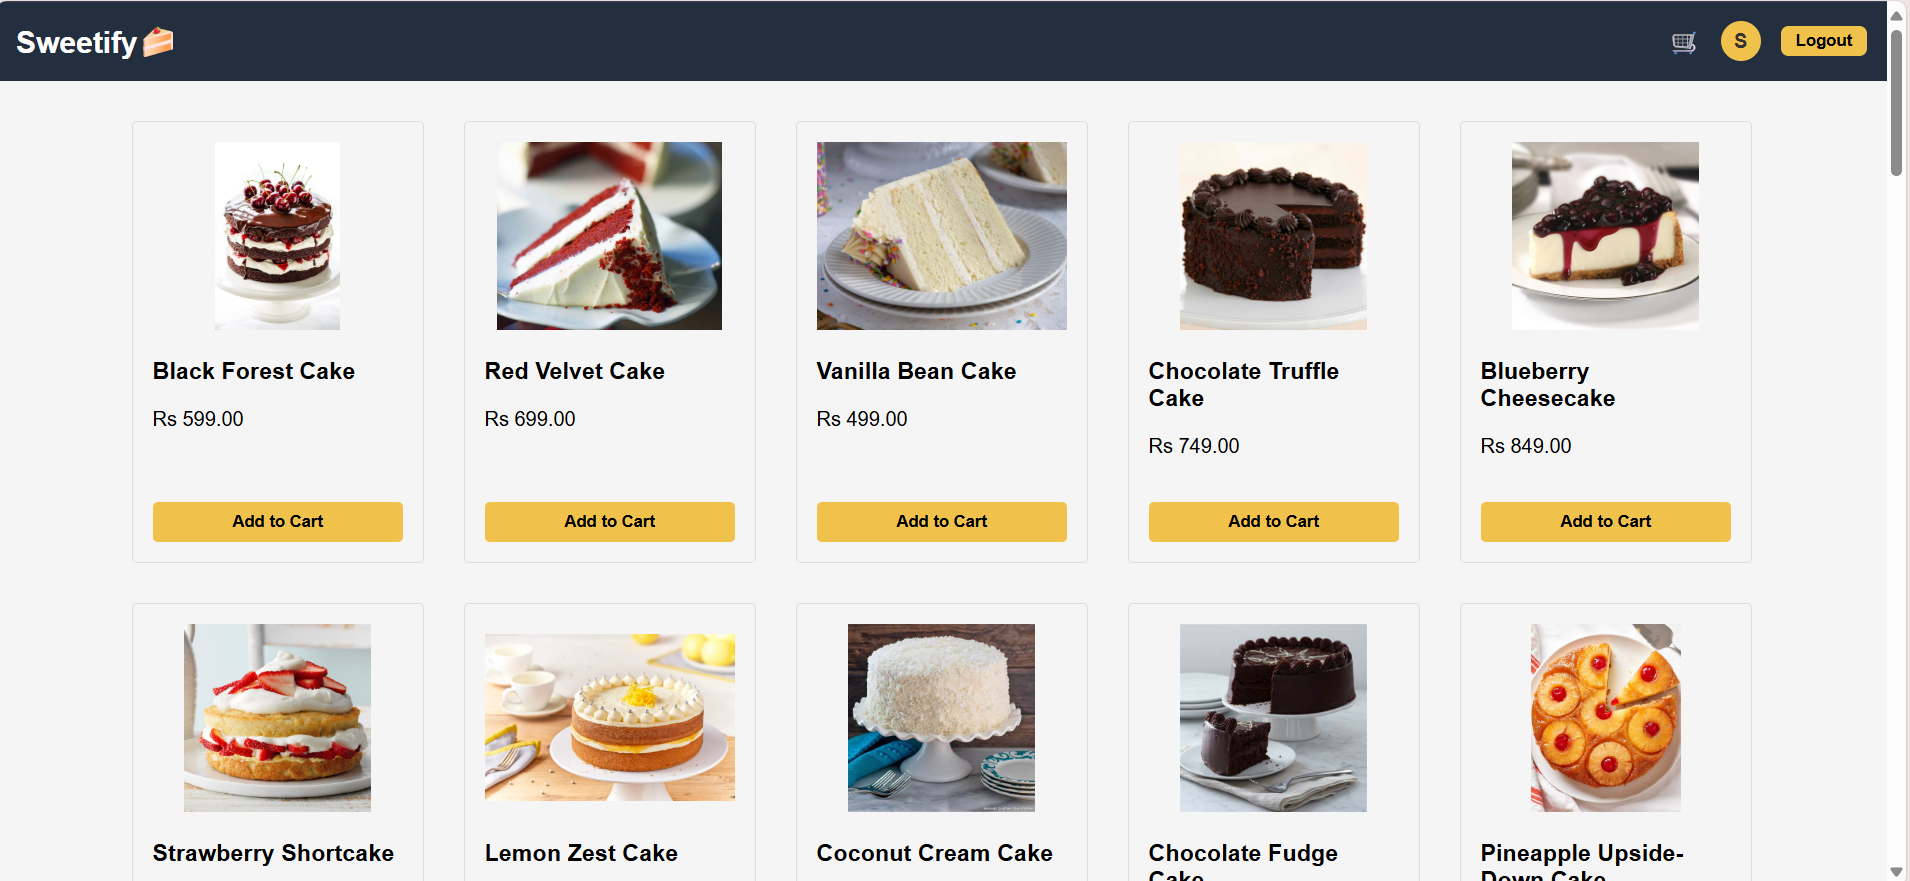 Sweetify
S
Logout
Black Forest Cake
Rs 599.00
Add to Cart
Red Velvet Cake
Rs 699.00
Add to Cart
Vanilla Bean Cake
Rs 499.00
Add to Cart
Chocolate Truffle
Cake
Rs 749.00
Add to Cart
Blueberry
Cheesecake
Rs 849.00
Add to Cart
Strawberry Shortcake
Lemon Zest Cake
Coconut Cream Cake
Chocolate Fudge
Cake
Pineapple Upside-
Down Cake